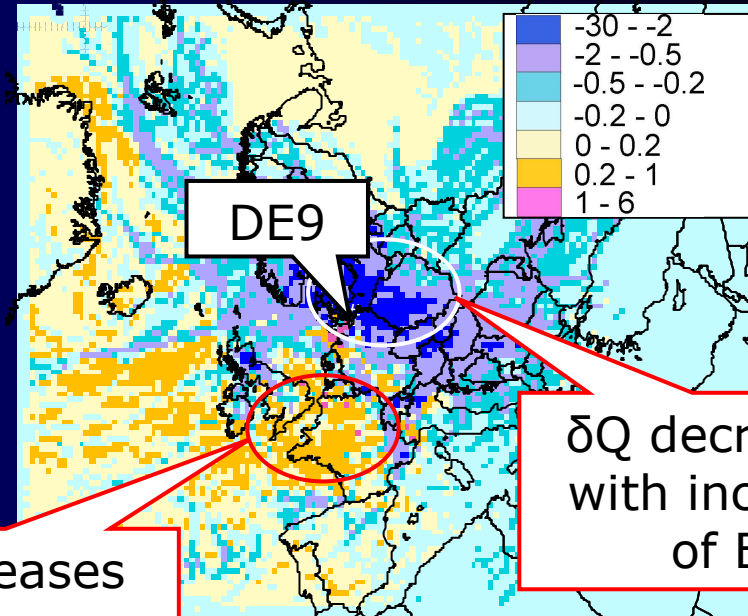 -30 - -2
-2 - -0.5
-0.5 - -0.2
-0.2 - 0
0 - 0.2
0.2 - 1
1 - 6
DE9
δQ decr
with inc
of
eases